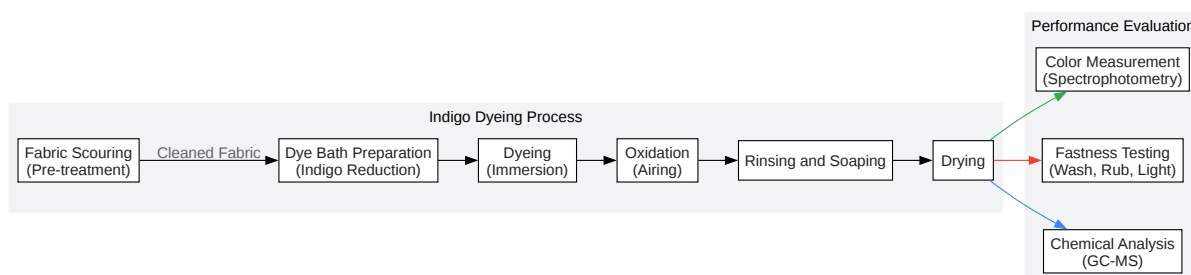 Performance Evaluation
Color Measurement
(Spectrophotometry)
Indigo Dyeing Process
Fabric Scouring
(Pre-treatment)
Cleaned Fabric
Dye Bath Preparation
(Indigo Reduction)
Dyeing
(Immersion)
Oxidation
(Airing)
Rinsing and Soaping
Drying
Fastness Testing
(Wash, Rub, Light)
Chemical Analysis
(GC-MS)